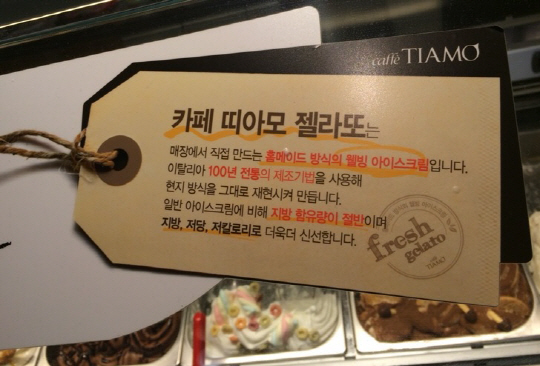 caffé TIAMO
카페 띠아모 젤라또는
매장에서 직접 만드는 홈메이드 방식의 웰빙 아이스크림입니다.
이탈리아 100년 전통의 제조기법을 사용해
현지 방식을 그대로 재현시켜 만듭니다.
일반 아이스크림에 비해 지방 함유량이 절반이며
지방, 저당, 저칼로리로 더욱더 신선합니다.
fresh
gelato
TIAMO